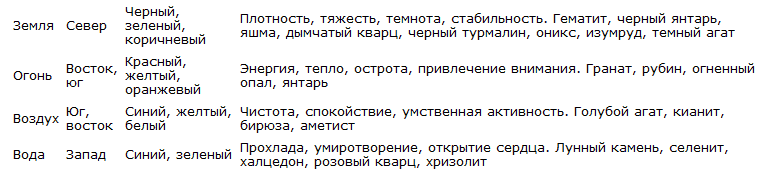 Земля Север Черный, зеленый, коричневый Плотность, тяжесть, темнота, стабильность. Гематит, черный янтарь, яшма, дымчатый кварц, черный турмалин, оникс, изумруд, темный агат
Огонь Восток, юг Красный, желтый, оранжевый Энергия, тепло, острота, привлечение внимания. Гранат, рубин, огненный опал, янтарь
Воздух Юг, восток Синий, желтый, белый Чистота, спокойствие, умственная активность. Голубой агат, кианит, бирюза, аметист
Вода Запад Синий, зеленый Прохлада, умиротворение, открытие сердца. Лунный камень, селенит, халцедон, розовый кварц, хризолит